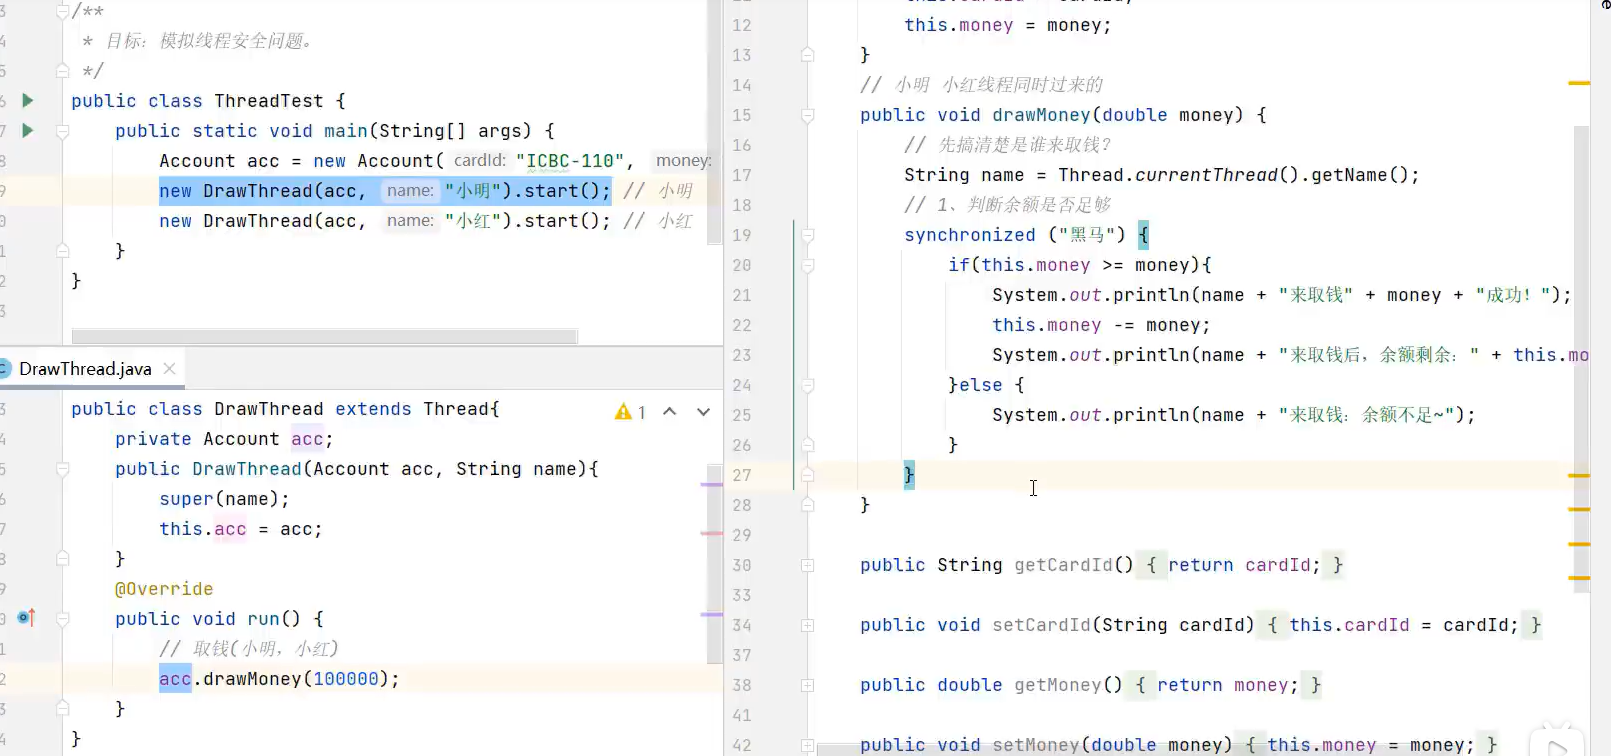 /**
* 目标：模拟线程安全问题。
*/
public class ThreadTest {
public static void main(String[] args) {
Account acc = new Account( cardId: "ICBC-110", money:
new DrawThread(acc, name: "小明").start(); // 小明
new DrawThread(acc, name: "小红").start(); // 小红
}
}
DrawThread.java
public class DrawThread extends Thread{
1
private Account acc;
public DrawThread(Account acc, String name){
super(name);
this.acc = acc;
}
@Override
public void run() {
// 取钱(小明，小红)
acc.drawMoney(100000);
}
}
12 this.money = money;
13 }
14 // 小明 小红线程同时过来的
15 public void drawMoney(double money) {
16 // 先搞清楚是谁来取钱？
17 String name = Thread.currentThread().getName();
18 // 1、判断余额是否足够
19 synchronized ("黑马") {
20 if(this.money >= money){
21 System.out.println(name + "来取钱" + money + "成功！");
22 this.money -= money;
23 System.out.println(name + "来取钱后，余额剩余：" + this.mo
24 }else {
25 System.out.println(name + "来取钱：余额不足~");
26 }
27 }
28 }
29
30 public String getCardId() { return cardId; }
33
34 public void setCardId(String cardId) { this.cardId = cardId; }
37
38 public double getMoney() { return money; }
41
42 public void setMoney(double money) { this.money = money; }